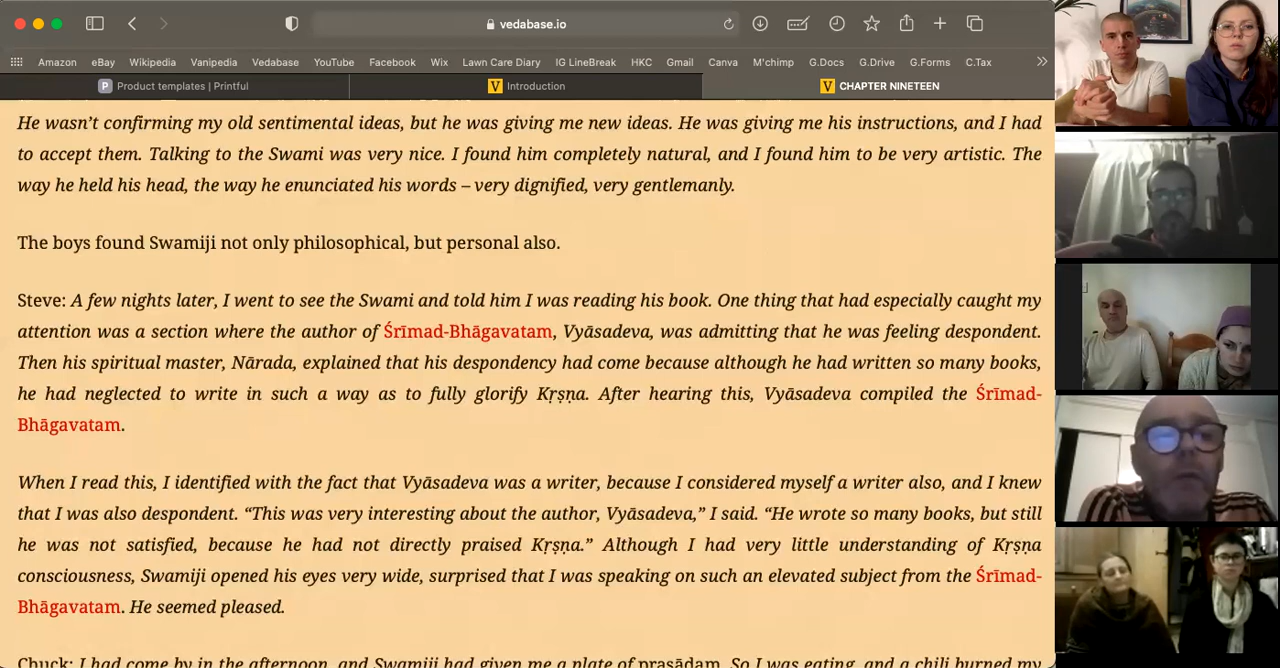 vedabase.io
Amazon eBay Wikipedia Vanipedia Vedabase YouTube Facebook Wix Lawn Care Diary IG LineBreak HKC Gmail Canva M'chimp G.Docs G.Drive G.Forms C.Tax
P Product templates | Printful V Introduction V CHAPTER NINETEEN
He wasn’t confirming my old sentimental ideas, but he was giving me new ideas. He was giving me his instructions, and I had
to accept them. Talking to the Swami was very nice. I found him completely natural, and I found him to be very artistic. The
way he held his head, the way he enunciated his words – very dignified, very gentlemanly.
The boys found Swamiji not only philosophical, but personal also.
Steve: A few nights later, I went to see the Swami and told him I was reading his book. One thing that had especially caught my
attention was a section where the author of Śrīmad-Bhāgavatam, Vyāsadeva, was admitting that he was feeling despondent.
Then his spiritual master, Nārada, explained that his despondency had come because although he had written so many books,
he had neglected to write in such a way as to fully glorify Kṛṣṇa. After hearing this, Vyāsadeva compiled the Śrīmad-
Bhāgavatam.
When I read this, I identified with the fact that Vyāsadeva was a writer, because I considered myself a writer also, and I knew
that I was also despondent. “This was very interesting about the author, Vyāsadeva,” I said. “He wrote so many books, but still
he was not satisfied, because he had not directly praised Kṛṣṇa.” Although I had very little understanding of Kṛṣṇa
consciousness, Swamiji opened his eyes very wide, surprised that I was speaking on such an elevated subject from the Śrīmad-
Bhāgavatam. He seemed pleased.
Chuck: I had come by in the afternoon, and Swamiji had given me a plate of prasādam. So I was eating, and a chili burned my